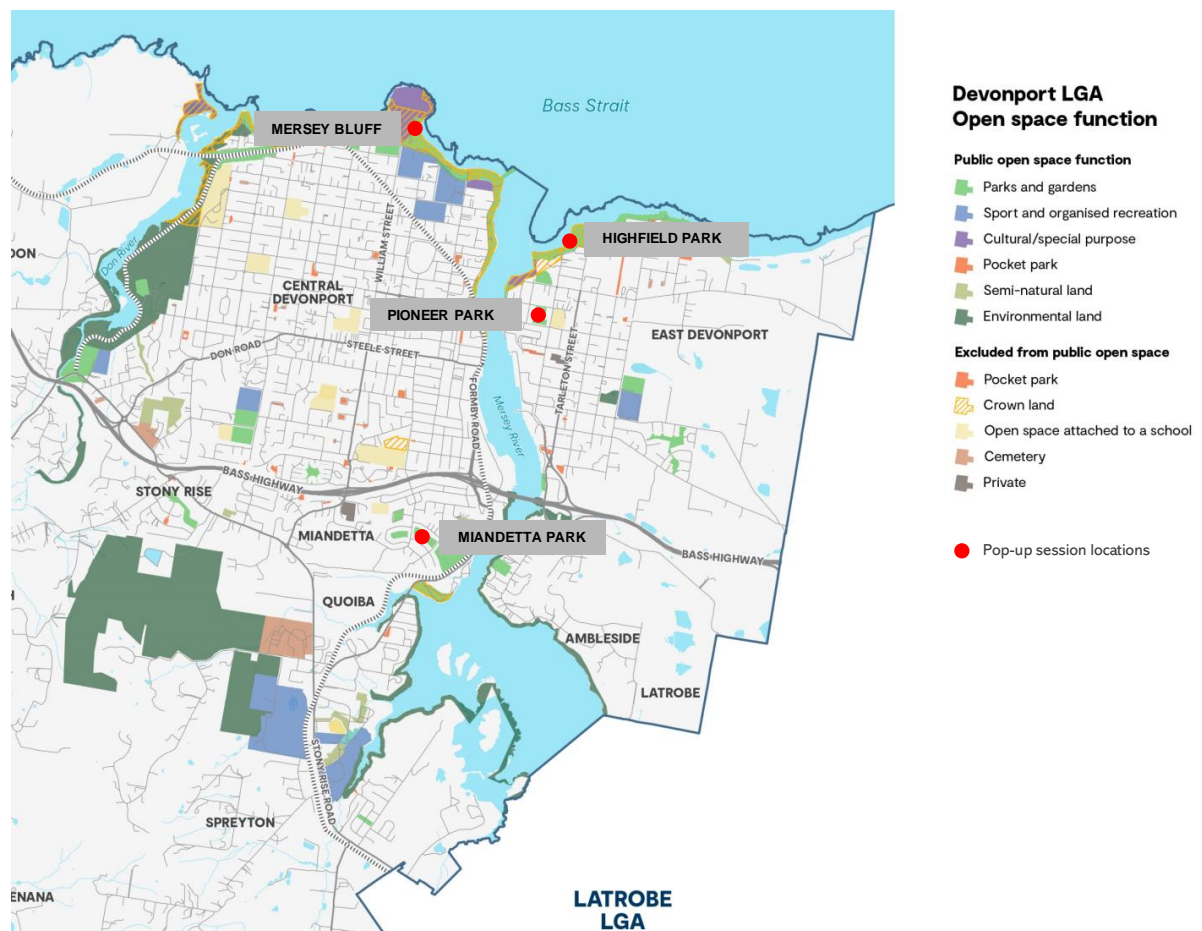 Bass Strait
MERSEY BLUFF
HIGHFIELD PARK
Don River
WILLIAM STREET
CENTRAL
DEVONPORT
PIONEER PARK
EAST DEVONPORT
DON ROAD
STEELE STREET
TARLETON STREET
FORMBY ROAD
Mersey River
BASS HIGHWAY
STONY RISE
MIANDETTA
MIANDETTA PARK
BASS HIGHWAY
QUOIBA
AMBLESIDE
LATROBE
STONY RISE ROAD
SPREYTON
ENANA
LATROBE
LGA
Devonport LGA
Open space function
Public open space function
Parks and gardens
Sport and organised recreation
Cultural/special purpose
Pocket park
Semi-natural land
Environmental land
Excluded from public open space
Pocket park
Crown land
Open space attached to a school
Cemetery
Private
Pop-up session locations